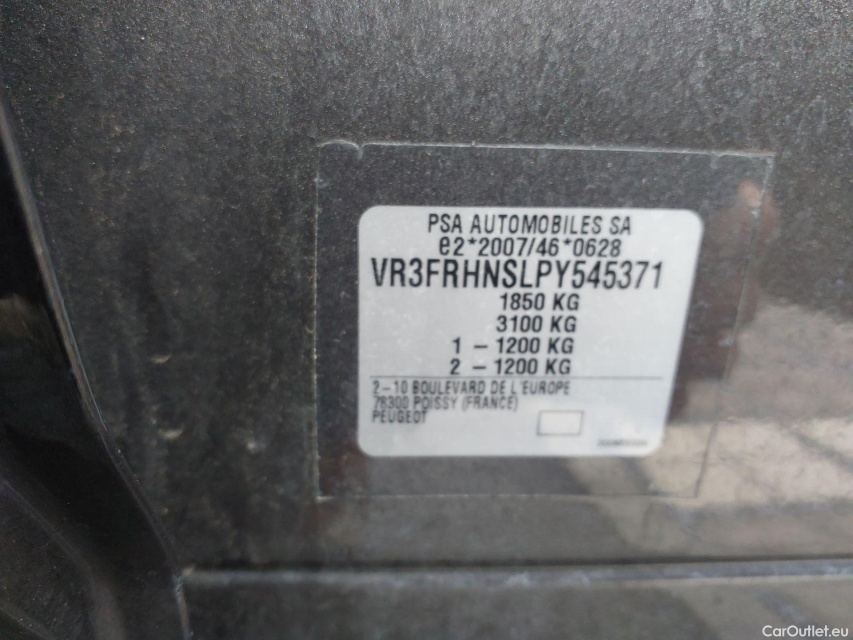 PSA AUTOMOBILES SA
e2*2007/46*0628
VR3FRHNSLPY545371
1850 KG
3100 KG
1 - 1200 KG
2 - 1200 KG
2-10 BOULEVARD DE L'EUROPE
78300 POISSY (FRANCE)
PEUGEOT
CarOutlet.eu